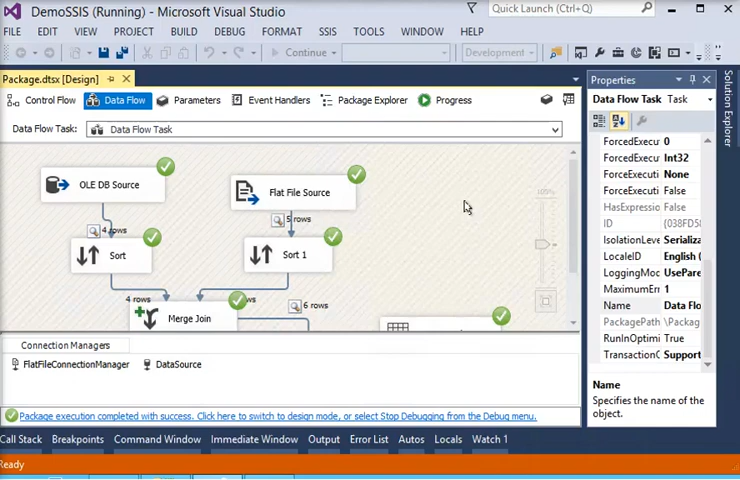 DemoSSIS (Running) - Microsoft Visual Studio
Quick Launch (Ctrl+Q)
FILE EDIT VIEW PROJECT BUILD DEBUG FORMAT SSIS TOOLS WINDOW HELP
Continue
Development
Package.dtsx [Design]
Control Flow Data Flow Parameters Event Handlers Package Explorer Progress
Data Flow Task: Data Flow Task
OLE DB Source
Flat File Source
4 rows
5 rows
Sort
Sort 1
4 rows
6 rows
Merge Join
105%
Connection Managers
FlatFileConnectionManager DataSource
Package execution completed with success. Click here to switch to design mode, or select Stop Debugging from the Debug menu.
Properties
Data Flow Task Task
ForcedExecut 0
ForcedExecut Int32
ForceExecuti None
ForceExecuti False
HasExpressio
ID {038FD5
IsolationLeve Serializa
LocaleID English (
LoggingMod UsePare
MaximumErr 1
Name Data Flo
PackagePath \Packag
RunInOptimi True
TransactionO Support
Name
Specifies the name of the
object.
Solution Explorer
Call Stack Breakpoints Command Window Immediate Window Output Error List Autos Locals Watch 1
Ready